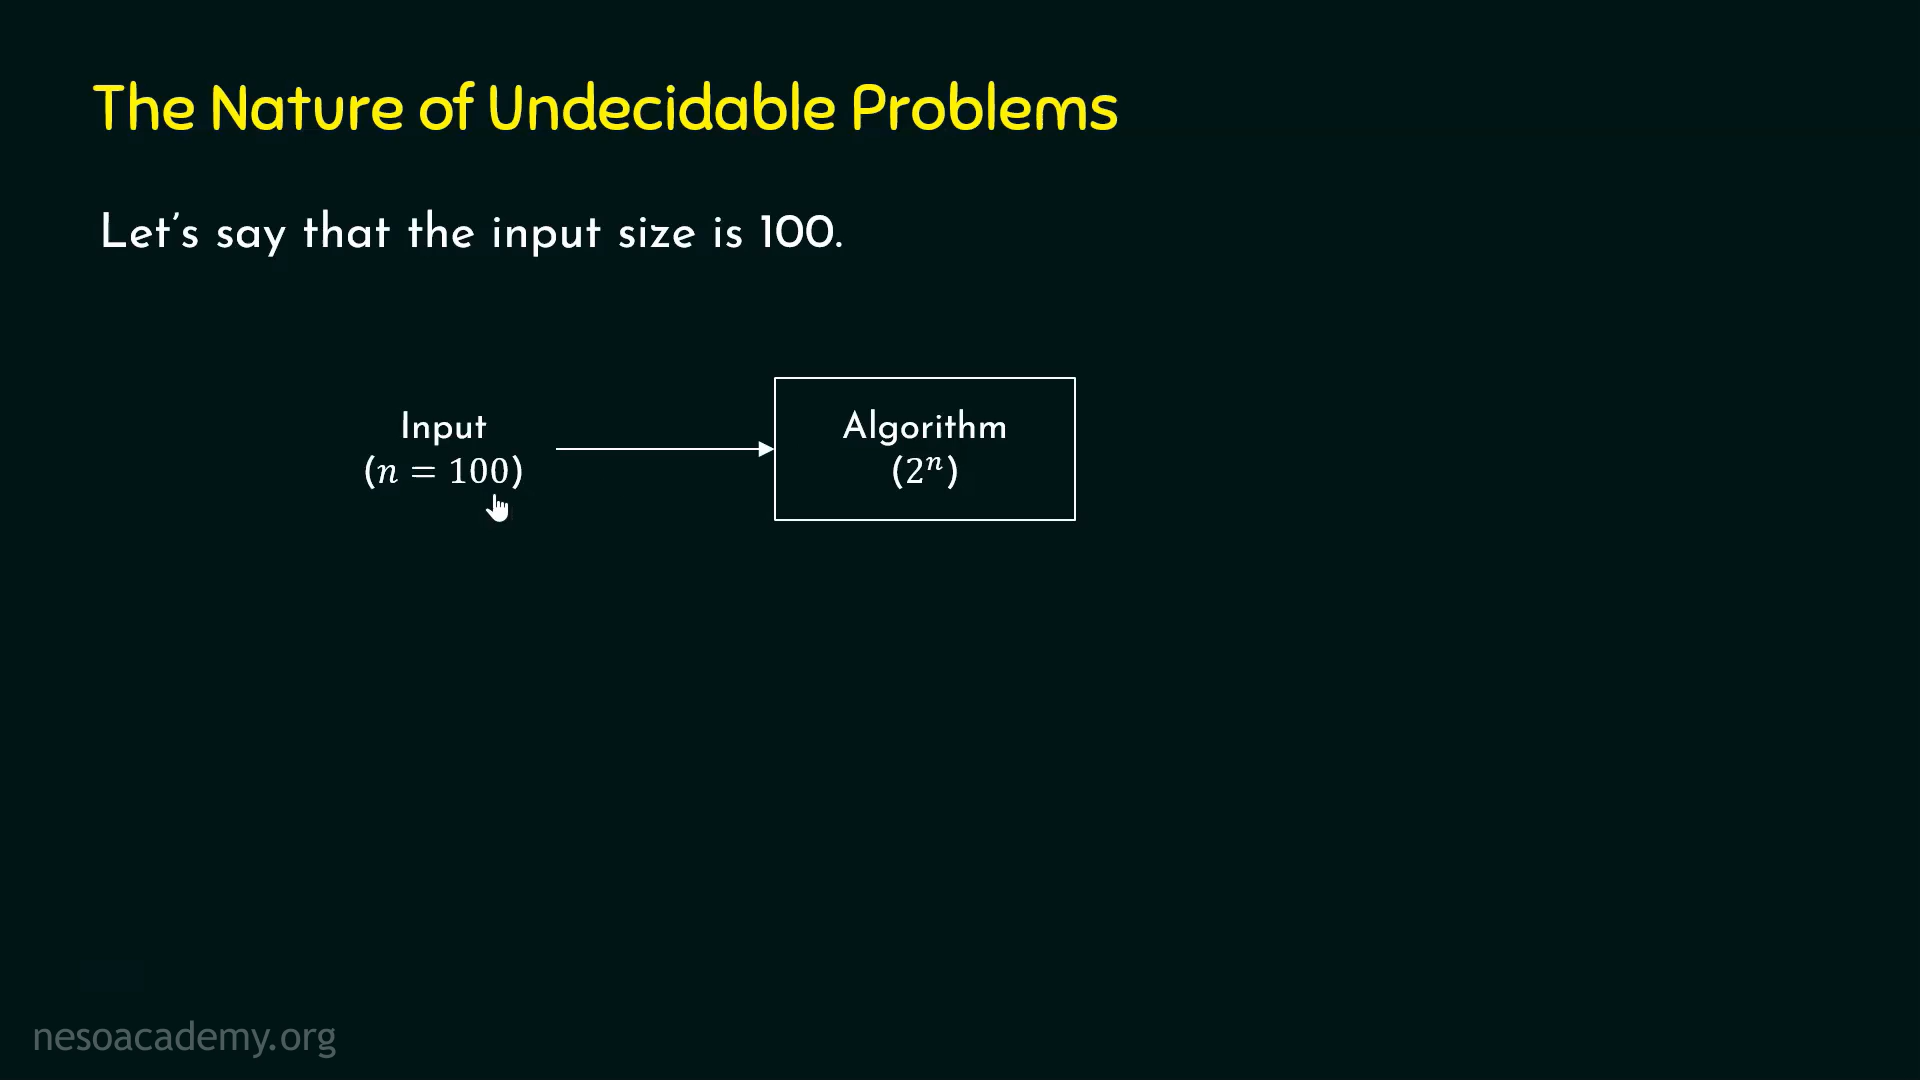 The Nature of Undecidable Problems
Let’s say that the input size is 100.
Input
(n = 100)
Algorithm
(2ⁿ)
nesoacademy.org